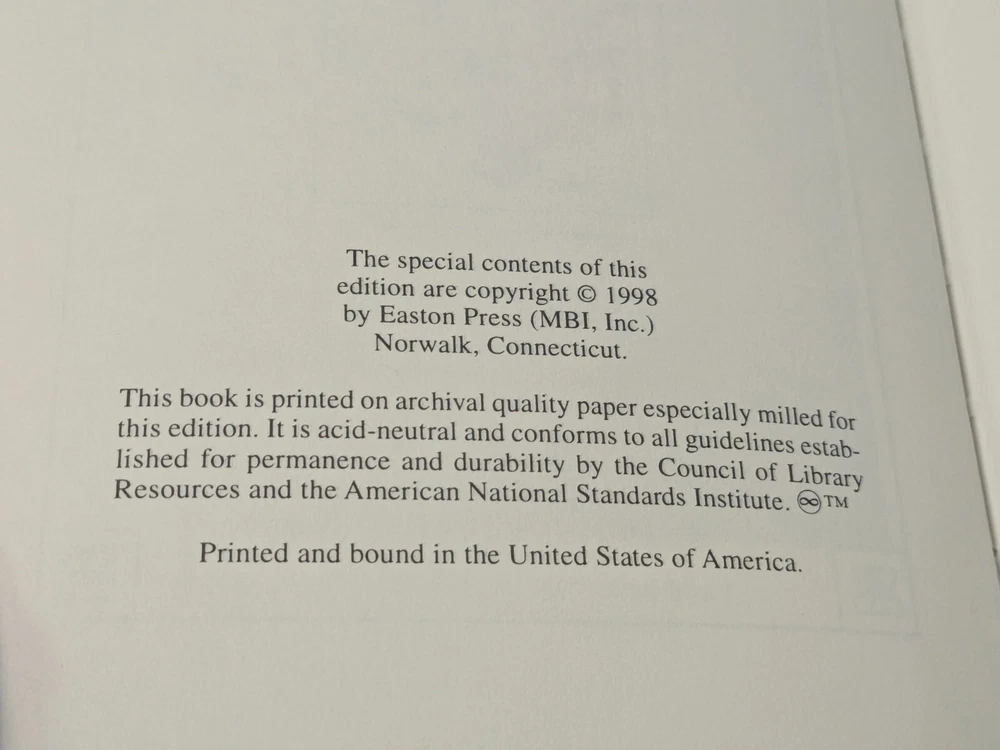 The special contents of this
edition are copyright © 1998
by Easton Press (MBI, Inc.)
Norwalk, Connecticut.
This book is printed on archival quality paper especially milled for
this edition. It is acid-neutral and conforms to all guidelines estab-
lished for permanence and durability by the Council of Library
Resources and the American National Standards Institute. ♾™
Printed and bound in the United States of America.